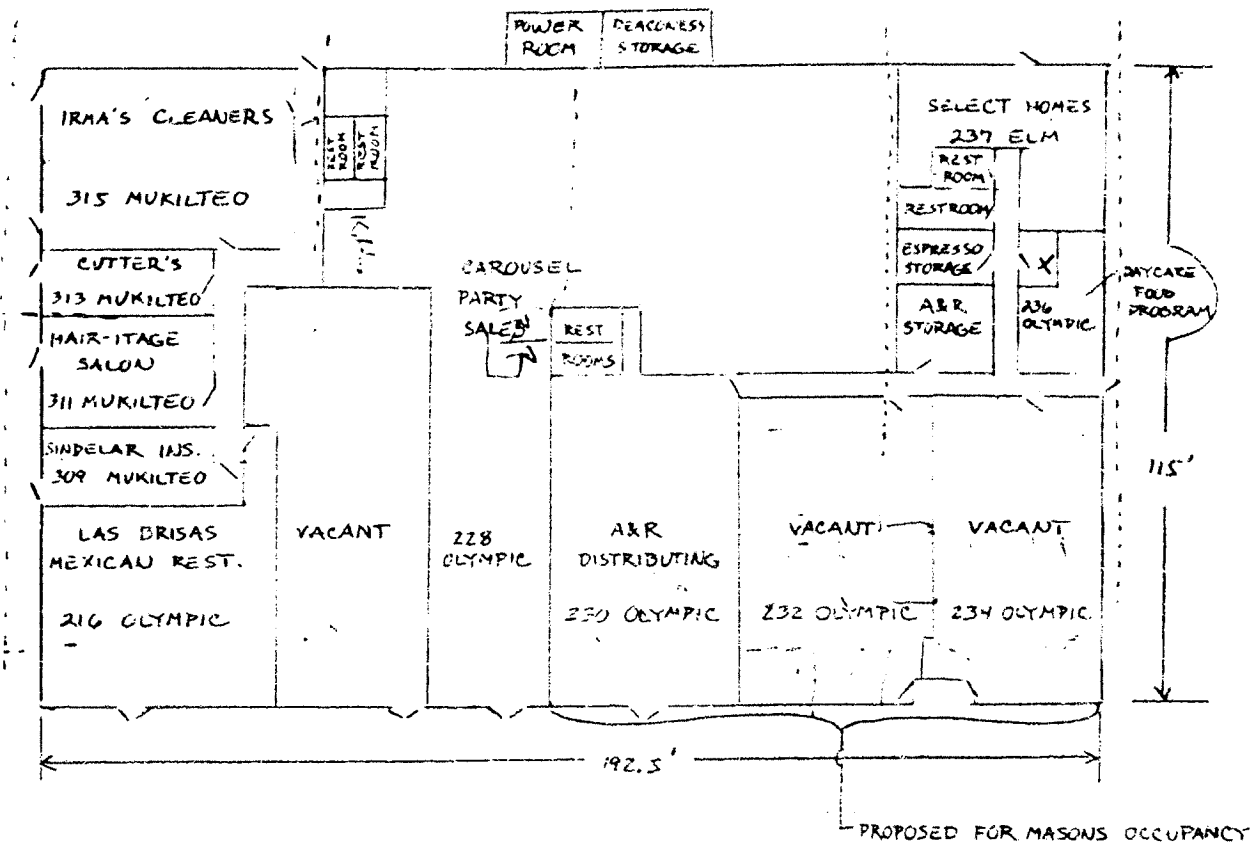 POWER ROOM
DEACONESS STORAGE
IRMA'S CLEANERS
315 MUKILTEO
REST ROOM
REST ROOM
SELECT HOMES
237 ELM
REST ROOM
RESTROOM
ESPRESSO STORAGE
A&R STORAGE
X
236 OLYMPIC
DAYCARE FOOD PROGRAM
CUTTER'S
313 MUKILTEO
HAIR-ITAGE SALON
311 MUKILTEO
SINDELAR INS.
309 MUKILTEO
CAROUSEL
PARTY
SALES
REST
ROOMS
115'
LAS BRISAS
MEXICAN REST.
216 OLYMPIC
VACANT
228
OLYMPIC
A&R
DISTRIBUTING
230 OLYMPIC
VACANT
232 OLYMPIC
VACANT
234 OLYMPIC
192.5'
PROPOSED FOR MASONS OCCUPANCY